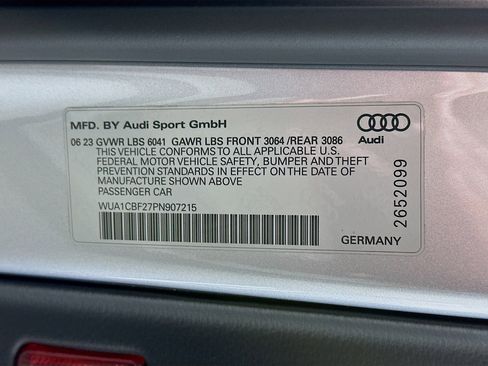 MFD. BY Audi Sport GmbH
Audi
06 23 GVWR LBS 6041 GAWR LBS FRONT 3064/REAR 3086
THIS VEHICLE CONFORMS TO ALL APPLICABLE U.S.
FEDERAL MOTOR VEHICLE SAFETY, BUMPER AND THEFT
PREVENTION STANDARDS IN EFFECT ON THE DATE OF
MANUFACTURE SHOWN ABOVE
PASSENGER CAR
WUA1CBF27PN907215
2652099
GERMANY